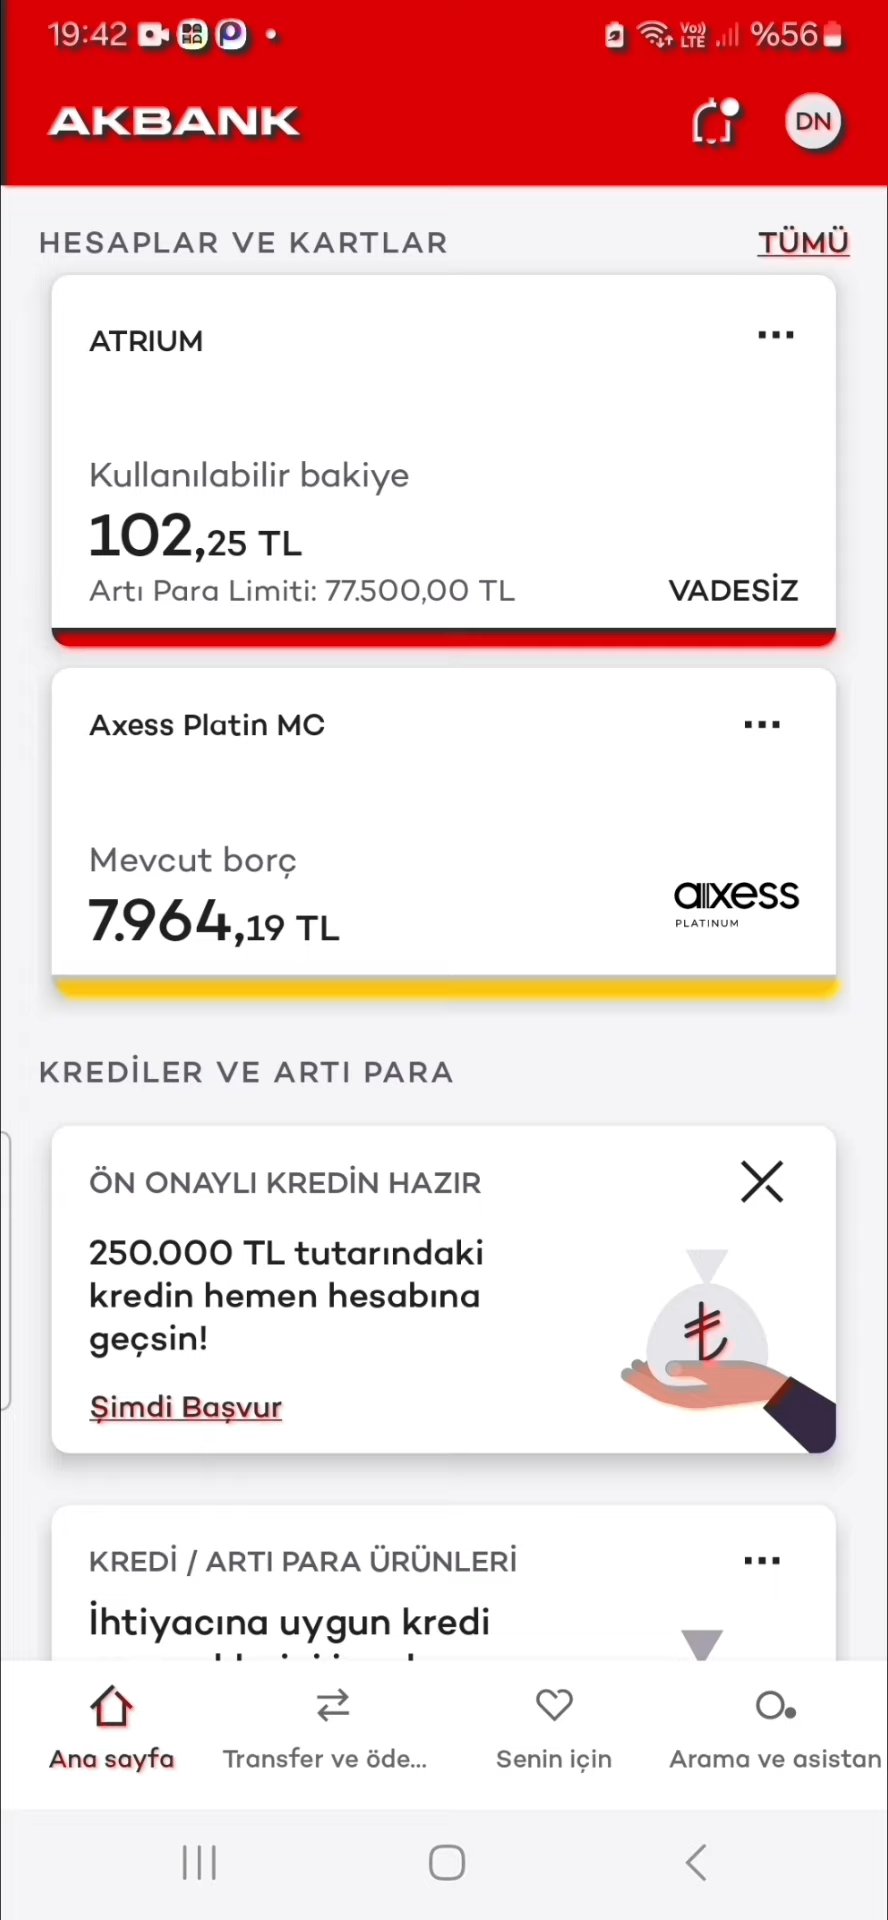 19:42
Vo)) LTE
%56
AKBANK
DN
HESAPLAR VE KARTLAR
TÜMÜ
ATRIUM
Kullanılabilir bakiye
102,25 TL
Artı Para Limiti: 77.500,00 TL
VADESİZ
Axess Platin MC
Mevcut borç
7.964,19 TL
axess
PLATINUM
KREDİLER VE ARTI PARA
ÖN ONAYLI KREDİN HAZIR
250.000 TL tutarındaki
kredin hemen hesabına
geçsin!
₺
Şimdi Başvur
KREDİ / ARTI PARA ÜRÜNLERİ
İhtiyacına uygun kredi
Ana sayfa
Transfer ve öde...
Senin için
Arama ve asistan